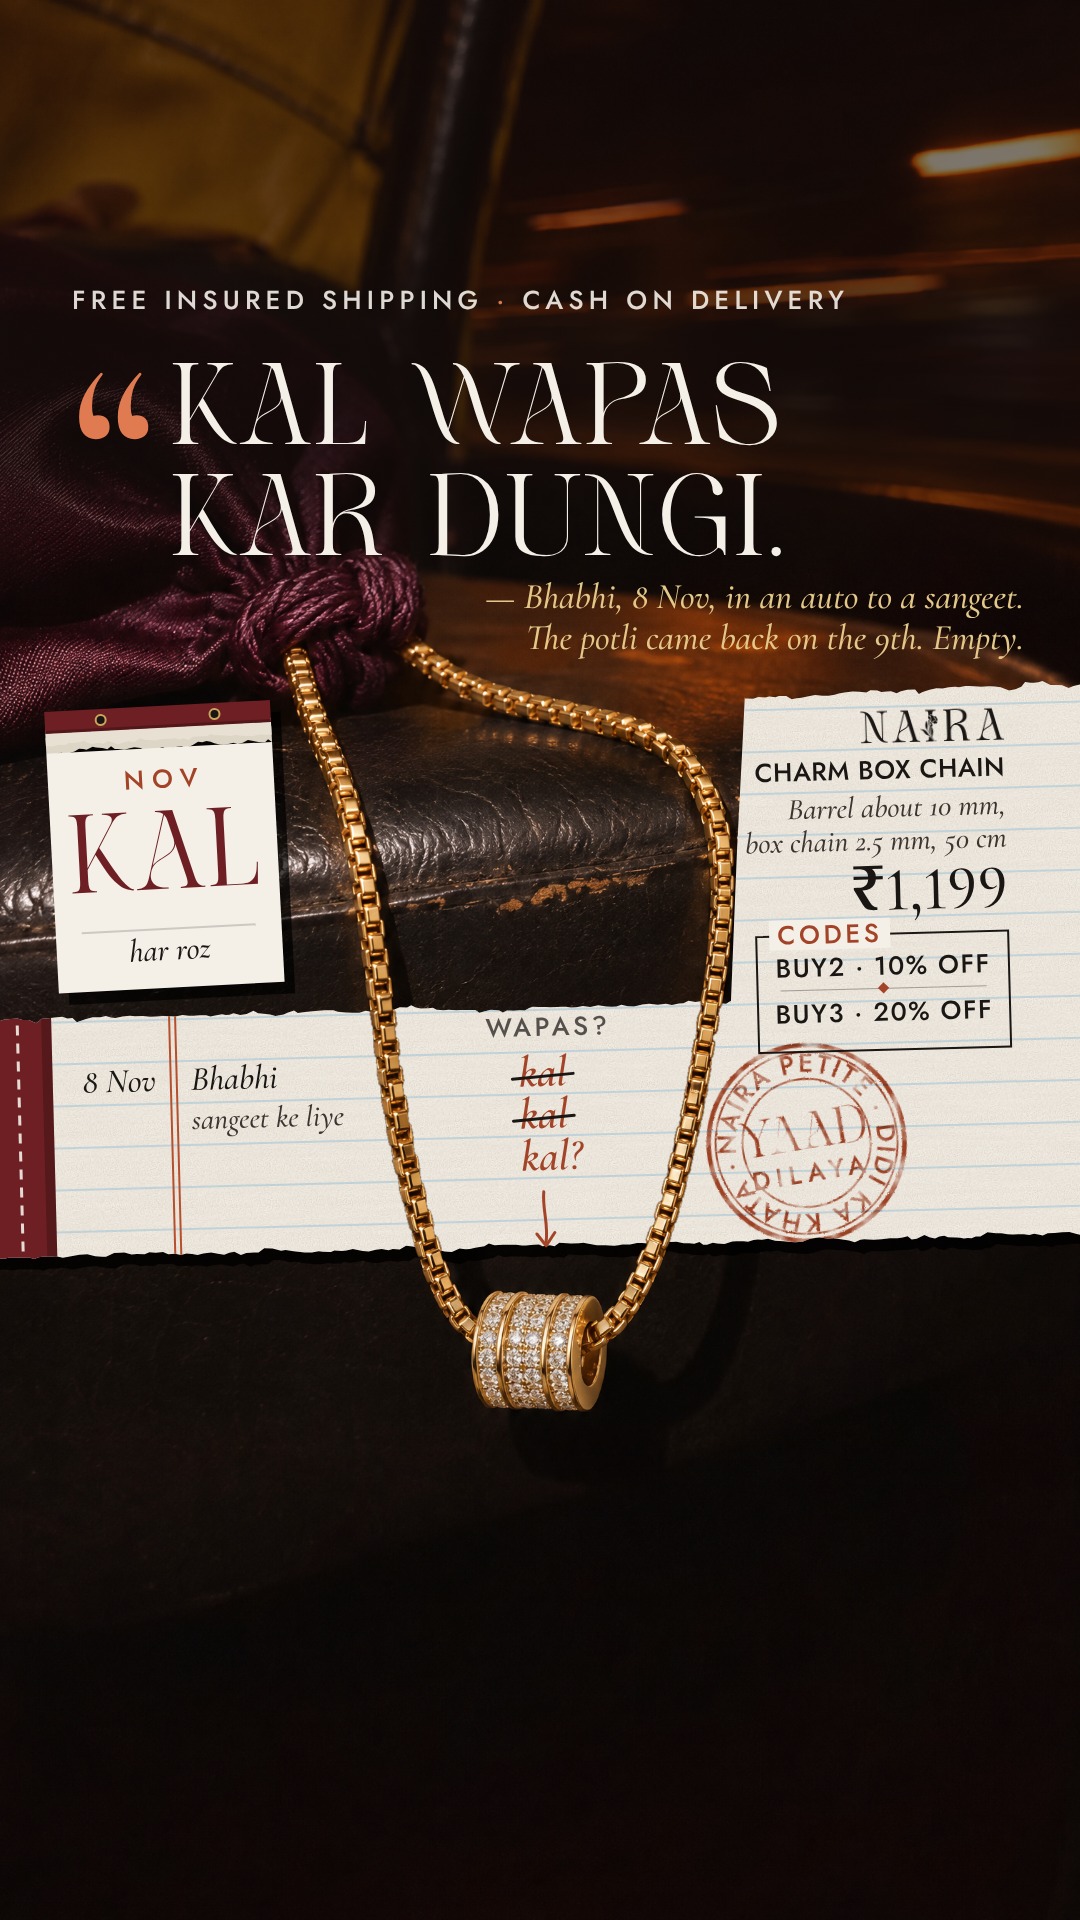 FREE INSURED SHIPPING · CASH ON DELIVERY
“KAL WAPAS
KAR DUNGI.
— Bhabhi, 8 Nov, in an auto to a sangeet.
The potli came back on the 9th. Empty.
NOV
KAL
har roz
NAIRA
CHARM BOX CHAIN
Barrel about 10 mm,
box chain 2.5 mm, 50 cm
₹1,199
CODES
BUY2 · 10% OFF
BUY3 · 20% OFF
8 Nov
Bhabhi
sangeet ke liye
WAPAS?
kal
kal
kal?
NAIRA PETITE · DIDI KA KHATA ·
YAAD
DILAYA